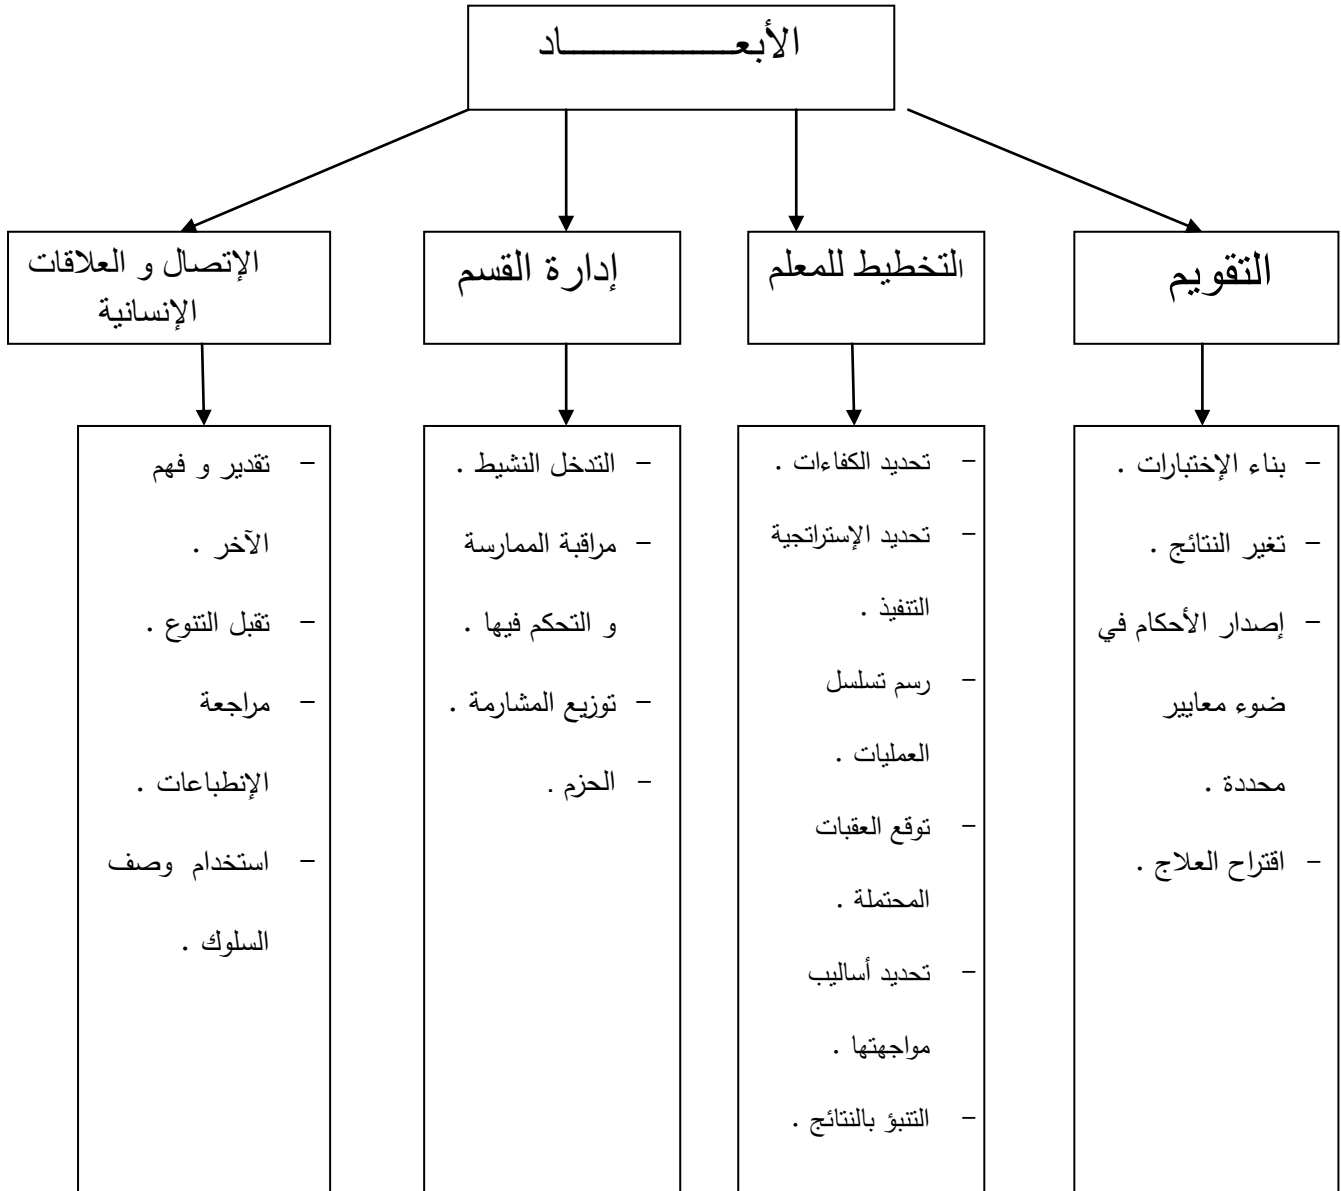 الأبعـــــــــــــــــاد
التقويم
التخطيط للمعلم
إدارة القسم
الإتصال و العلاقات
الإنسانية
- بناء الإختبارات .
- تغير النتائج .
- إصدار الأحكام في
ضوء معايير
محددة .
- اقتراح العلاج .
- تحديد الكفاءات .
- تحديد الإستراتجية
التنفيذ .
- رسم تسلسل
العمليات .
- توقع العقبات
المحتملة .
- تحديد أساليب
مواجهتها .
- التنبؤ بالنتائج .
- التدخل النشيط .
- مراقبة الممارسة
و التحكم فيها .
- توزيع المشارمة .
- الحزم .
- تقدير و فهم
الآخر .
- تقبل التنوع .
- مراجعة
الإنطباعات .
- استخدام وصف
السلوك .